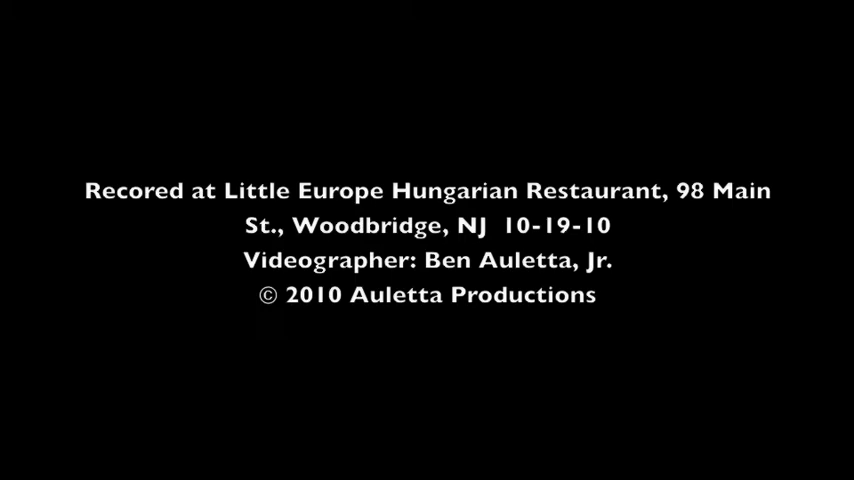 Recored at Little Europe Hungarian Restaurant, 98 Main
St., Woodbridge, NJ  10-19-10
Videographer: Ben Auletta, Jr.
© 2010 Auletta Productions